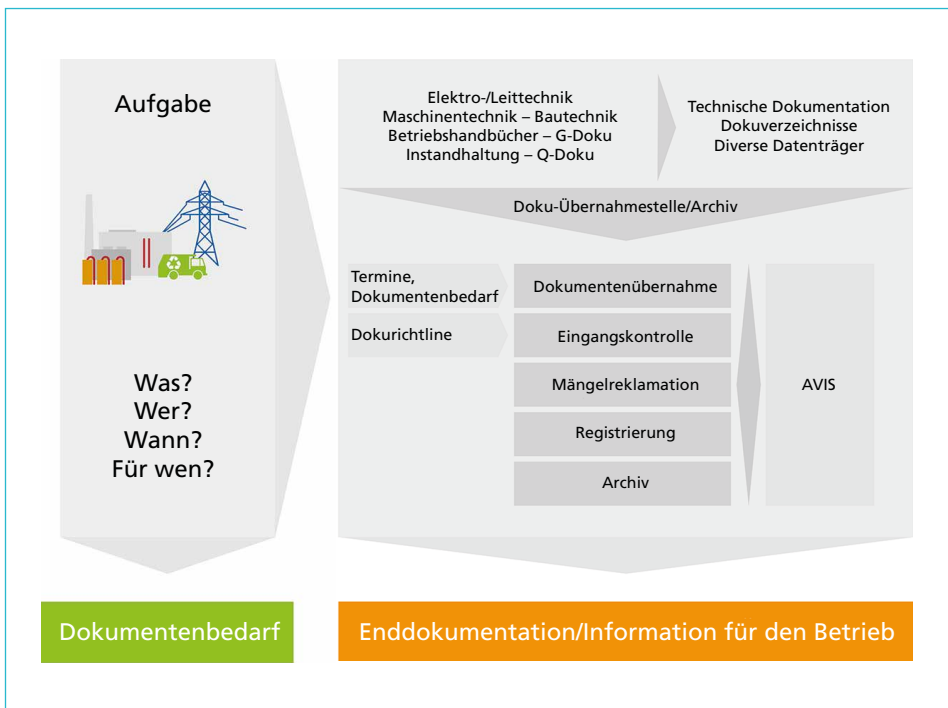 Aufgabe
Was?
Wer?
Wann?
Für wen?
Dokumentenbedarf
Elektro-/Leittechnik
Maschinentechnik – Bautechnik
Betriebshandbücher – G-Doku
Instandhaltung – Q-Doku
Technische Dokumentation
Dokuverzeichnisse
Diverse Datenträger
Doku-Übernahmestelle/Archiv
Termine,
Dokumentenbedarf
Dokurichtline
Dokumentenübernahme
Eingangskontrolle
Mängelreklamation
Registrierung
Archiv
AVIS
Enddokumentation/Information für den Betrieb